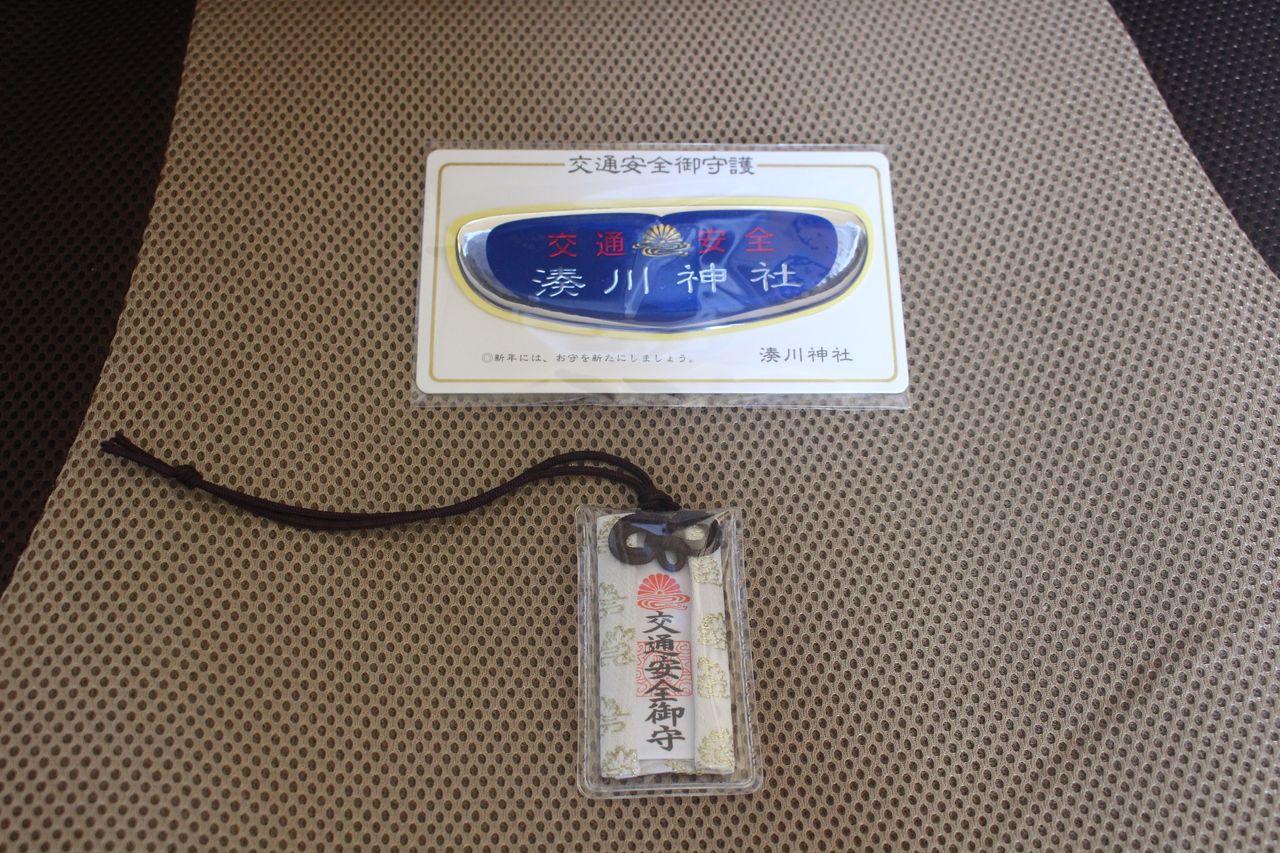 交通安全御守護
交通安全
湊川神社
◎新年には、お守を新たにしましょう。
湊川神社
交通安全御守